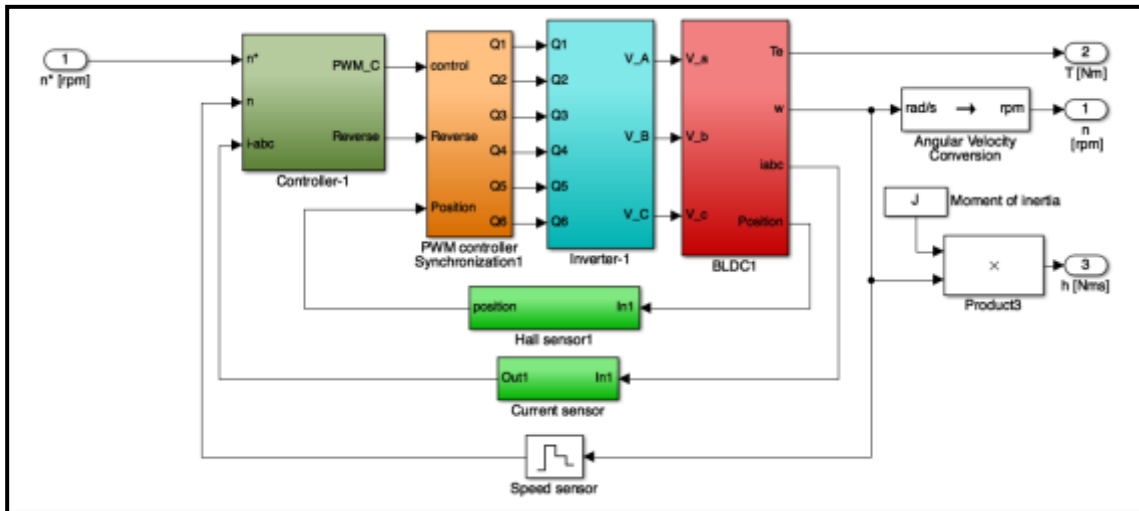 1
n* [rpm]
n*
n
i-abc
PWM_C
Reverse
Controller-1
control
Reverse
Position
Q1
Q2
Q3
Q4
Q5
Q6
PWM controller
Synchronization1
Q1
Q2
Q3
Q4
Q5
Q6
V_A
V_B
V_C
Inverter-1
V_a
V_b
V_c
Te
w
iabc
Position
BLDC1
2
T [Nm]
rad/s
rpm
Angular Velocity
Conversion
1
n
[rpm]
J
Moment of inertia
×
Product3
3
h [Nms]
position
In1
Hall sensor1
Out1
In1
Current sensor
Speed sensor